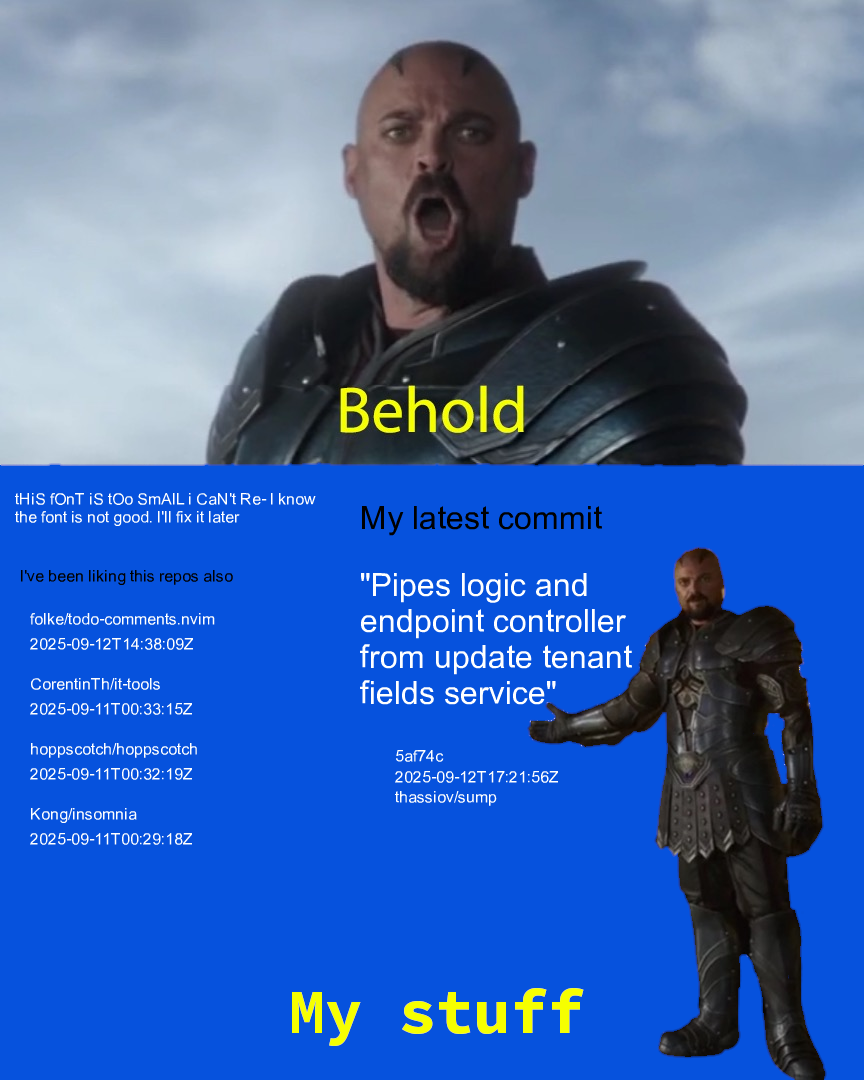 Behold
tHiS fOnT iS tOo SmAlL i CaN't Re- I know
the font is not good. I'll fix it later
I've been liking this repos also
folke/todo-comments.nvim
2025-09-12T14:38:09Z
CorentinTh/it-tools
2025-09-11T00:33:15Z
hoppscotch/hoppscotch
2025-09-11T00:32:19Z
Kong/insomnia
2025-09-11T00:29:18Z
My latest commit
"Pipes logic and
endpoint controller
from update tenant
fields service"
5af74c
2025-09-12T17:21:56Z
thassiov/sump
My stuff